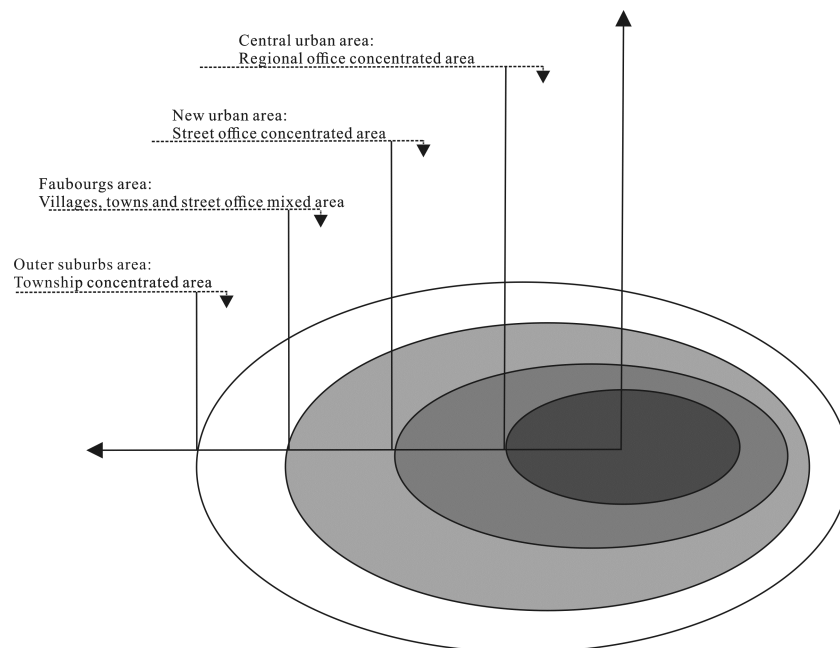 Central urban area:
Regional office concentrated area
New urban area:
Street office concentrated area
Faubourgs area:
Villages, towns and street office mixed area
Outer suburbs area:
Township concentrated area